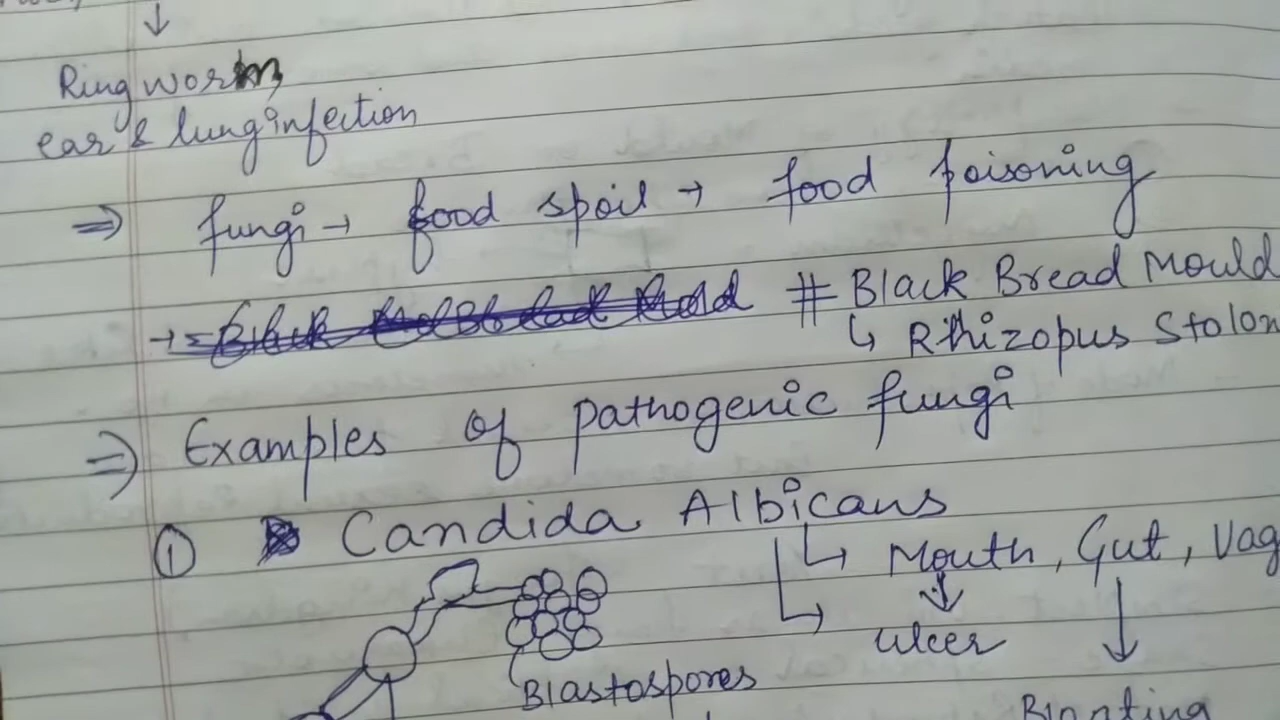 ↓
Ringworm
ear & lung infection
⇒ fungi → food spoil → food poisoning
# Black Bread Mould
↳ Rhizopus Stolon
⇒ Examples of pathogenic fungi
① Candida Albicans
↳ Mouth, Gut, Vag
↓ ↓
ulcer
Blastospores
Blanting